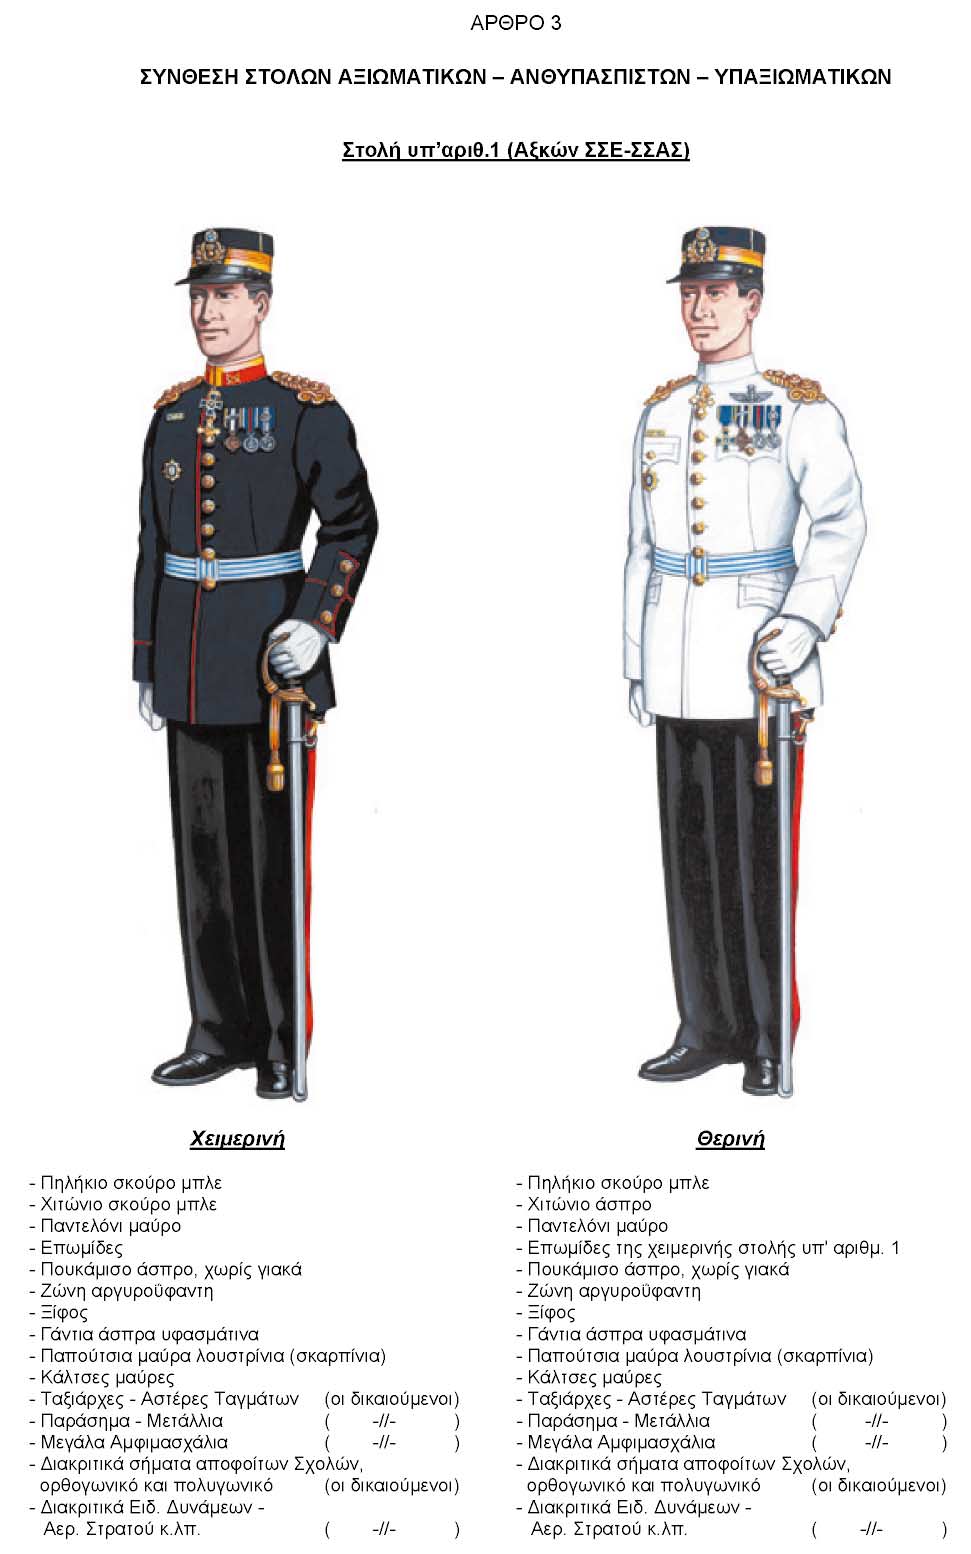 ΑΡΘΡΟ 3
ΣΥΝΘΕΣΗ ΣΤΟΛΩΝ ΑΞΙΩΜΑΤΙΚΩΝ – ΑΝΘΥΠΑΣΠΙΣΤΩΝ – ΥΠΑΞΙΩΜΑΤΙΚΩΝ
Στολή υπ’αριθ.1 (Αξκών ΣΣΕ-ΣΣΑΣ)
Χειμερινή
- Πηλήκιο σκούρο μπλε
- Χιτώνιο σκούρο μπλε
- Παντελόνι μαύρο
- Επωμίδες
- Πουκάμισο άσπρο, χωρίς γιακά
- Ζώνη αργυροΰφαντη
- Ξίφος
- Γάντια άσπρα υφασμάτινα
- Παπούτσια μαύρα λουστρίνια (σκαρπίνια)
- Κάλτσες μαύρες
- Ταξιάρχες - Αστέρες Ταγμάτων (οι δικαιούμενοι)
- Παράσημα - Μετάλλια ( -//- )
- Μεγάλα Αμφιμασχάλια ( -//- )
- Διακριτικά σήματα αποφοίτων Σχολών,
ορθογωνικό και πολυγωνικό (οι δικαιούμενοι)
- Διακριτικά Ειδ. Δυνάμεων -
Αερ. Στρατού κ.λπ. ( -//- )
Θερινή
- Πηλήκιο σκούρο μπλε
- Χιτώνιο άσπρο
- Παντελόνι μαύρο
- Επωμίδες της χειμερινής στολής υπ' αριθμ. 1
- Πουκάμισο άσπρο, χωρίς γιακά
- Ζώνη αργυροΰφαντη
- Ξίφος
- Γάντια άσπρα υφασμάτινα
- Παπούτσια μαύρα λουστρίνια (σκαρπίνια)
- Κάλτσες μαύρες
- Ταξιάρχες - Αστέρες Ταγμάτων (οι δικαιούμενοι)
- Παράσημα - Μετάλλια ( -//- )
- Μεγάλα Αμφιμασχάλια ( -//- )
- Διακριτικά σήματα αποφοίτων Σχολών,
ορθογωνικό και πολυγωνικό (οι δικαιούμενοι)
- Διακριτικά Ειδ. Δυνάμεων -
Αερ. Στρατού κ.λπ. ( -//- )